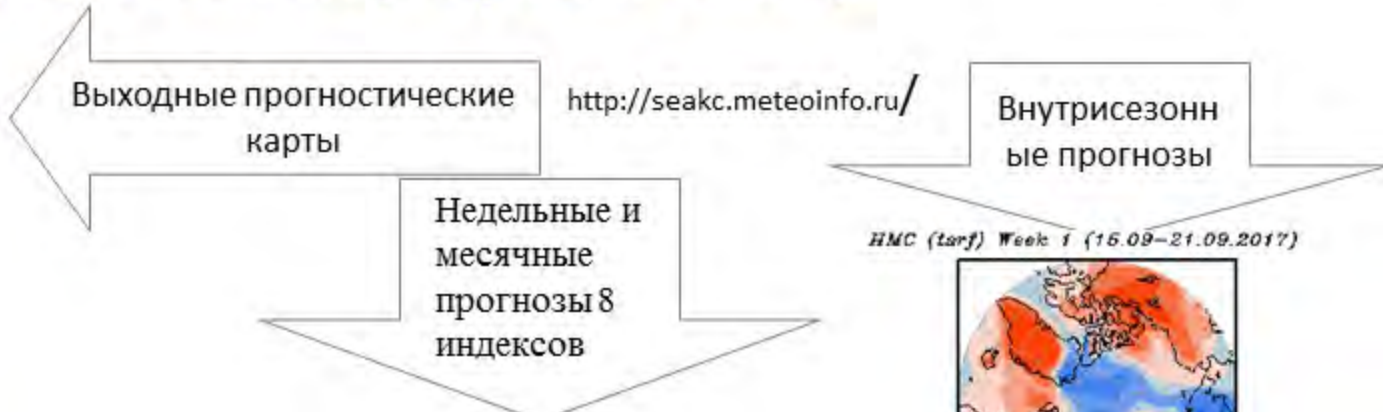 Выходные прогностические
карты
http://seakc.meteoinfo.ru/
Внутрисезонн
ые прогнозы
Недельные и
месячные
прогнозы 8
индексов
HMC (tarf) Week 1 (15.09-21.09.2017)